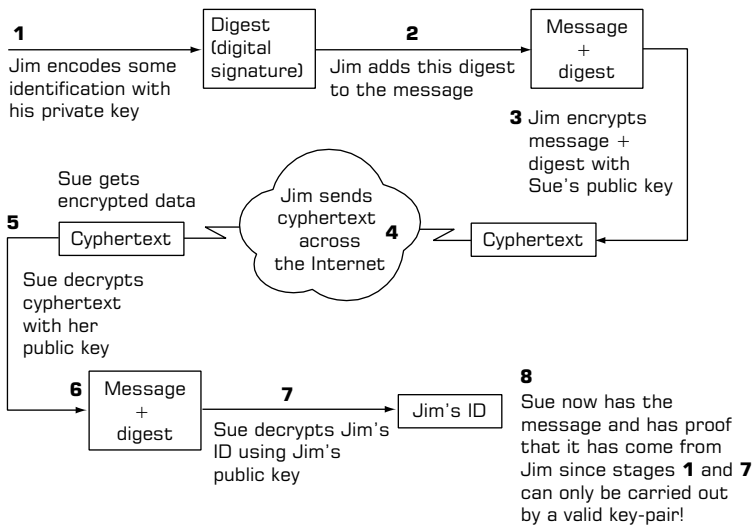 1
Jim encodes some
identification with
his private key
Digest
(digital
signature)
2
Jim adds this digest
to the message
Message
+
digest
3 Jim encrypts
message +
digest with
Sue's public key
Cyphertext
Jim sends
cyphertext
across 4
the Internet
Sue gets
encrypted data
5
Cyphertext
Sue decrypts
cyphertext
with her
public key
6
Message
+
digest
7
Sue decrypts Jim's
ID using Jim's
public key
Jim's ID
8
Sue now has the
message and has proof
that it has come from
Jim since stages 1 and 7
can only be carried out
by a valid key-pair!